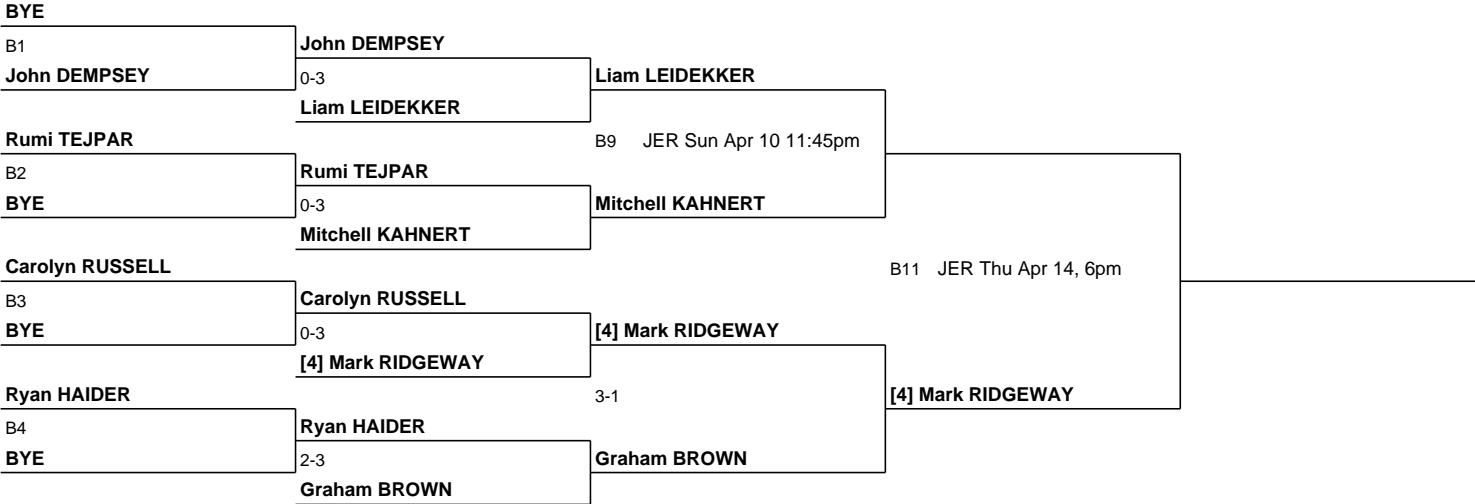 BYE
B1
John DEMPSEY
John DEMPSEY
0-3
Liam LEIDEKKER
Liam LEIDEKKER
Rumi TEJPAR
B2
BYE
Rumi TEJPAR
0-3
Mitchell KAHNERT
B9 JER Sun Apr 10 11:45pm
Mitchell KAHNERT
Carolyn RUSSELL
B3
BYE
Carolyn RUSSELL
0-3
[4] Mark RIDGEWAY
[4] Mark RIDGEWAY
Ryan HAIDER
B4
BYE
Ryan HAIDER
2-3
Graham BROWN
3-1
Graham BROWN
B11 JER Thu Apr 14, 6pm
[4] Mark RIDGEWAY